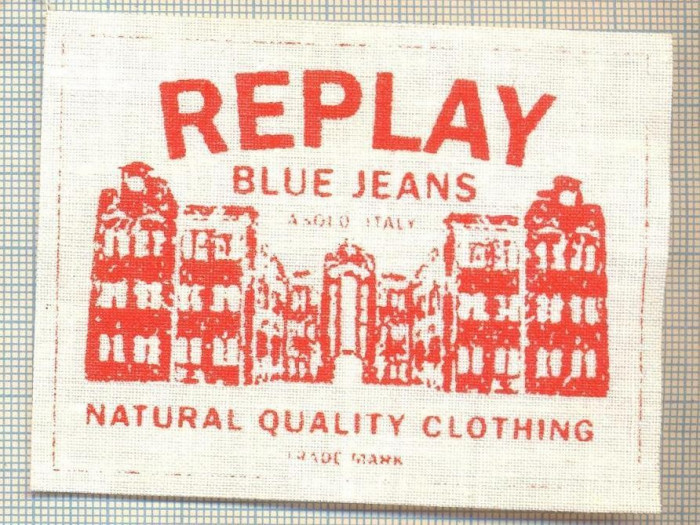 REPLAY
BLUE JEANS
ASOLO ITALY
NATURAL QUALITY CLOTHING
TRADE MARK